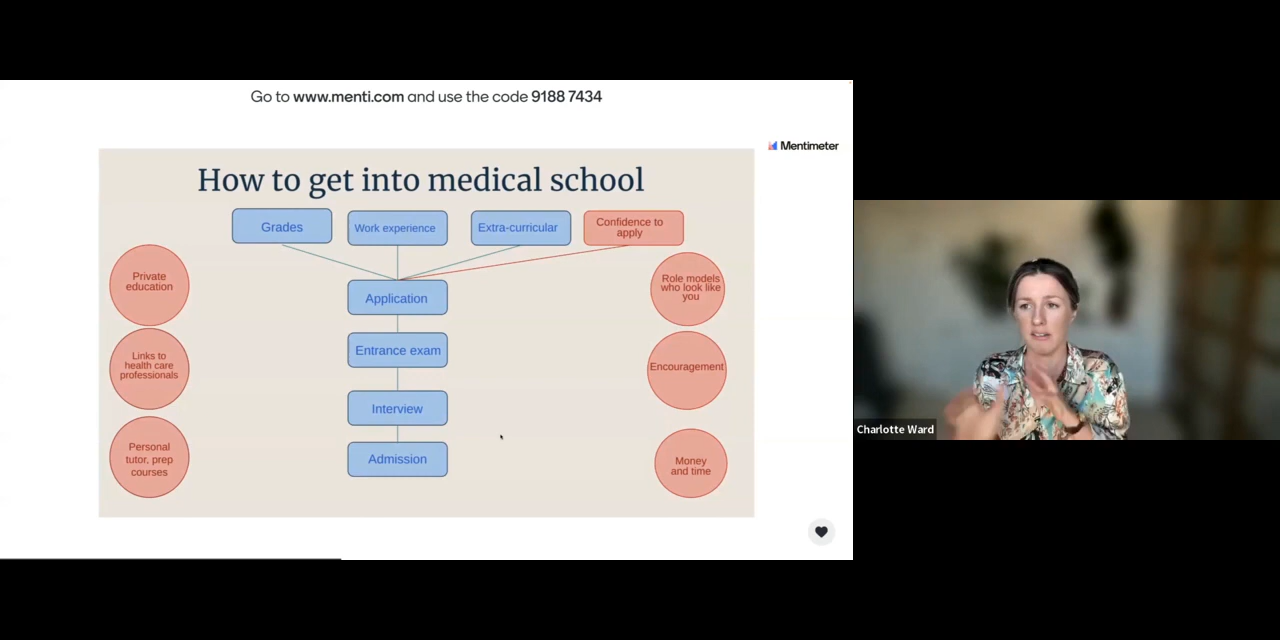 Go to www.menti.com and use the code 9188 7434
Mentimeter
How to get into medical school
Grades
Work experience
Extra-curricular
Confidence to
apply
Private
education
Application
Role models
who look like
you
Links to
health care
professionals
Entrance exam
Encouragement
Interview
Personal
tutor, prep
courses
Admission
Money
and time
Charlotte Ward